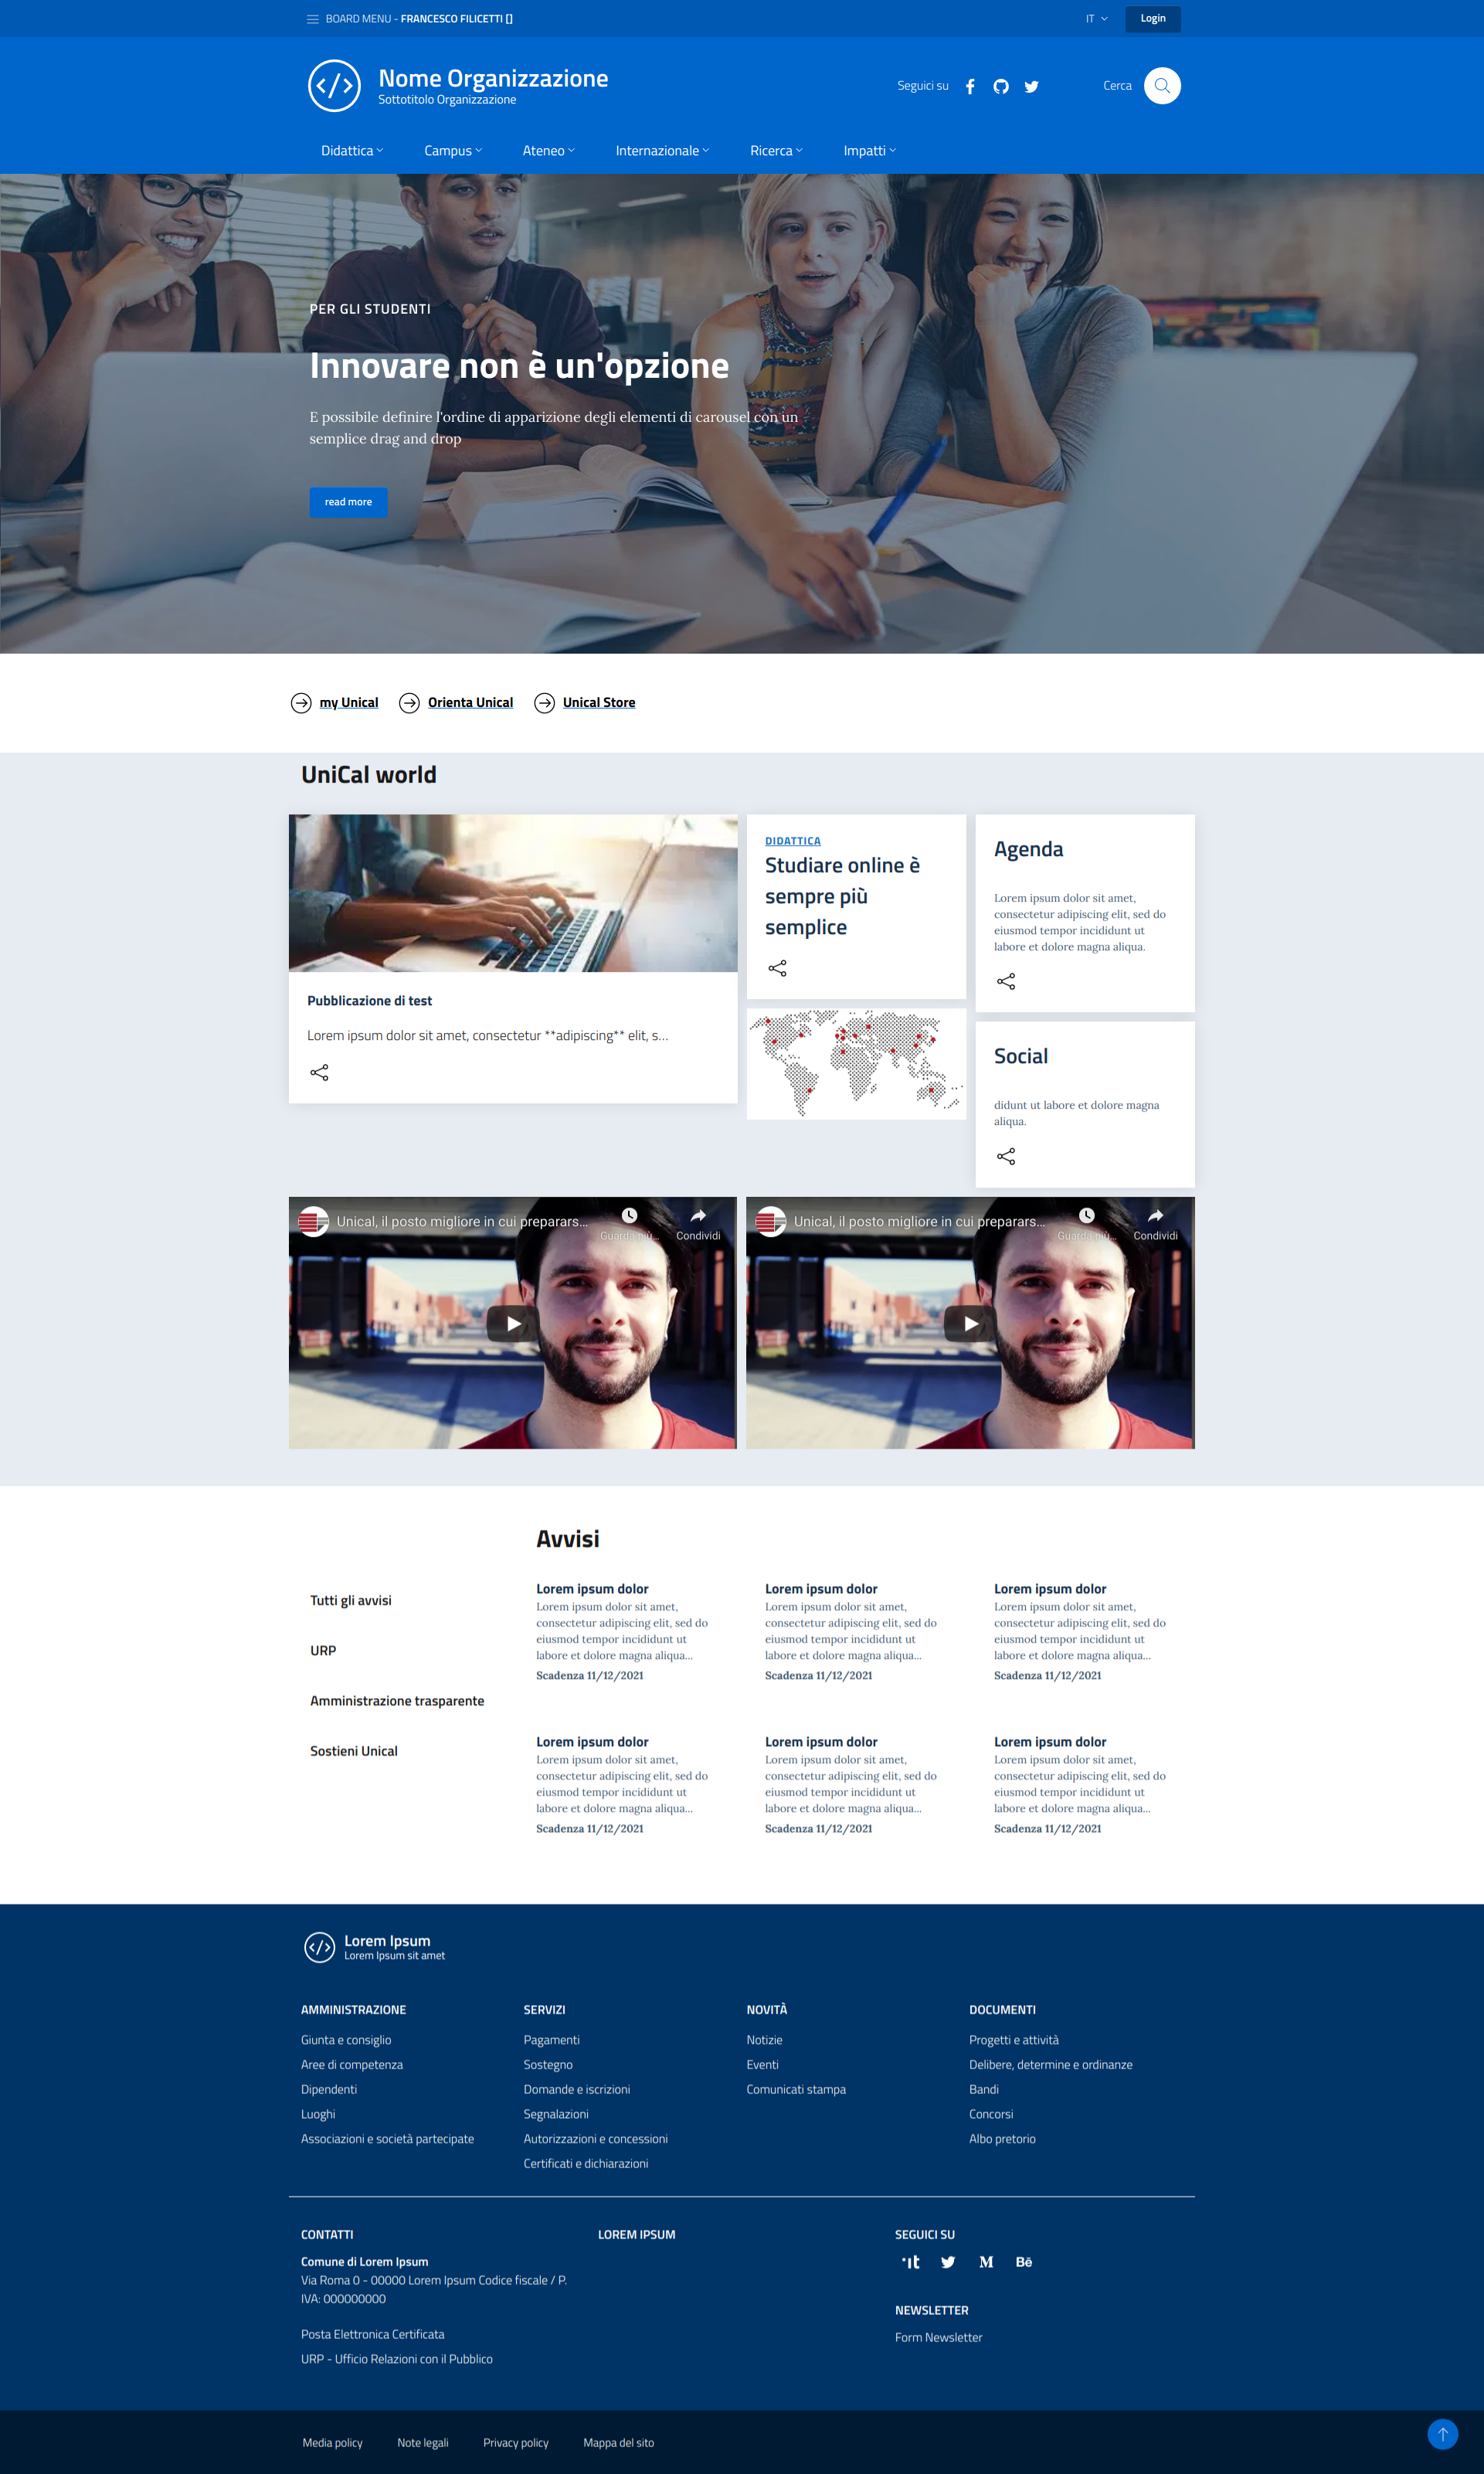 BOARD MENU - FRANCESCO FILICETTI []
IT
Login
Nome Organizzazione
Sottotitolo Organizzazione
Seguici su
Cerca
Didattica
Campus
Ateneo
Internazionale
Ricerca
Impatti
PER GLI STUDENTI
Innovare non è un'opzione
E possibile definire l'ordine di apparizione degli elementi di carousel con un
semplice drag and drop
read more
my Unical
Orienta Unical
Unical Store
UniCal world
Pubblicazione di test
Lorem ipsum dolor sit amet, consectetur **adipiscing** elit, s...
DIDATTICA
Studiare online è
sempre più
semplice
Agenda
Lorem ipsum dolor sit amet,
consectetur adipiscing elit, sed do
eiusmod tempor incididunt ut
labore et dolore magna aliqua.
Social
didunt ut labore et dolore magna
aliqua.
Unical, il posto migliore in cui preparars...
Guarda più...
Condividi
Unical, il posto migliore in cui preparars...
Guarda più...
Condividi
Tutti gli avvisi
URP
Amministrazione trasparente
Sostieni Unical
Avvisi
Lorem ipsum dolor
Lorem ipsum dolor sit amet,
consectetur adipiscing elit, sed do
eiusmod tempor incididunt ut
labore et dolore magna aliqua...
Scadenza 11/12/2021
Lorem ipsum dolor
Lorem ipsum dolor sit amet,
consectetur adipiscing elit, sed do
eiusmod tempor incididunt ut
labore et dolore magna aliqua...
Scadenza 11/12/2021
Lorem ipsum dolor
Lorem ipsum dolor sit amet,
consectetur adipiscing elit, sed do
eiusmod tempor incididunt ut
labore et dolore magna aliqua...
Scadenza 11/12/2021
Lorem ipsum dolor
Lorem ipsum dolor sit amet,
consectetur adipiscing elit, sed do
eiusmod tempor incididunt ut
labore et dolore magna aliqua...
Scadenza 11/12/2021
Lorem ipsum dolor
Lorem ipsum dolor sit amet,
consectetur adipiscing elit, sed do
eiusmod tempor incididunt ut
labore et dolore magna aliqua...
Scadenza 11/12/2021
Lorem ipsum dolor
Lorem ipsum dolor sit amet,
consectetur adipiscing elit, sed do
eiusmod tempor incididunt ut
labore et dolore magna aliqua...
Scadenza 11/12/2021
Lorem Ipsum
Lorem Ipsum sit amet
AMMINISTRAZIONE
Giunta e consiglio
Aree di competenza
Dipendenti
Luoghi
Associazioni e società partecipate
SERVIZI
Pagamenti
Sostegno
Domande e iscrizioni
Segnalazioni
Autorizzazioni e concessioni
Certificati e dichiarazioni
NOVITÀ
Notizie
Eventi
Comunicati stampa
DOCUMENTI
Progetti e attività
Delibere, determine e ordinanze
Bandi
Concorsi
Albo pretorio
CONTATTI
Comune di Lorem Ipsum
Via Roma 0 - 00000 Lorem Ipsum Codice fiscale / P.
IVA: 000000000
Posta Elettronica Certificata
URP - Ufficio Relazioni con il Pubblico
LOREM IPSUM
SEGUICI SU
NEWSLETTER
Form Newsletter
Media policy
Note legali
Privacy policy
Mappa del sito